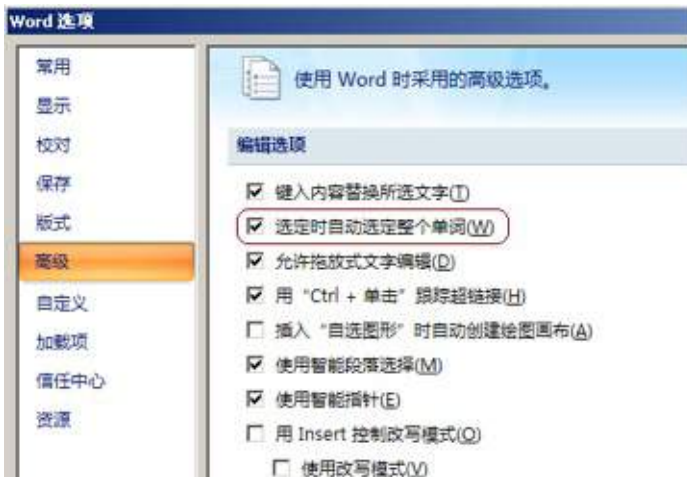 Word 选项
常用
显示
校对
保存
版式
高级
自定义
加载项
信任中心
资源
使用 Word 时采用的高级选项。
编辑选项
键入内容替换所选文字(T)
选定时自动选定整个单词(W)
允许拖放式文字编辑(D)
用 "Ctrl + 单击" 跟踪超链接(H)
插入 "自选图形" 时自动创建绘图画布(A)
使用智能段落选择(M)
使用智能指针(E)
用 Insert 控制改写模式(O)
使用改写模式(V)